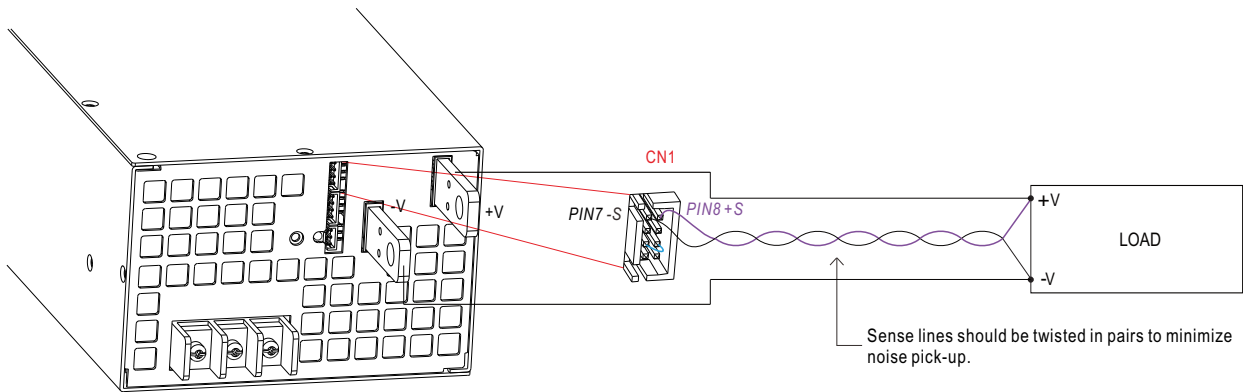 CN1
-V
+V
PIN7 -S
PIN8 +S
+V
LOAD
-V
Sense lines should be twisted in pairs to minimize
noise pick-up.